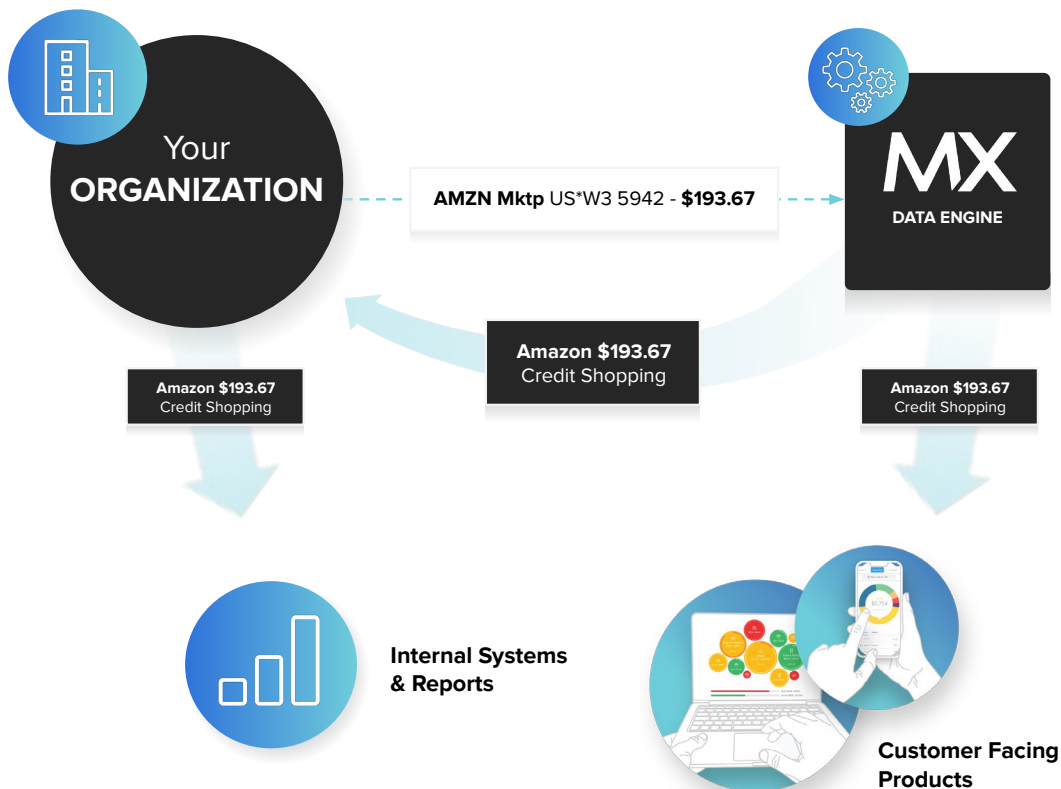 Your
ORGANIZATION
AMZN Mktp US*W3 5942 - $193.67
MX
DATA ENGINE
Amazon $193.67
Credit Shopping
Amazon $193.67
Credit Shopping
Amazon $193.67
Credit Shopping
Internal Systems
& Reports
Customer Facing
Products